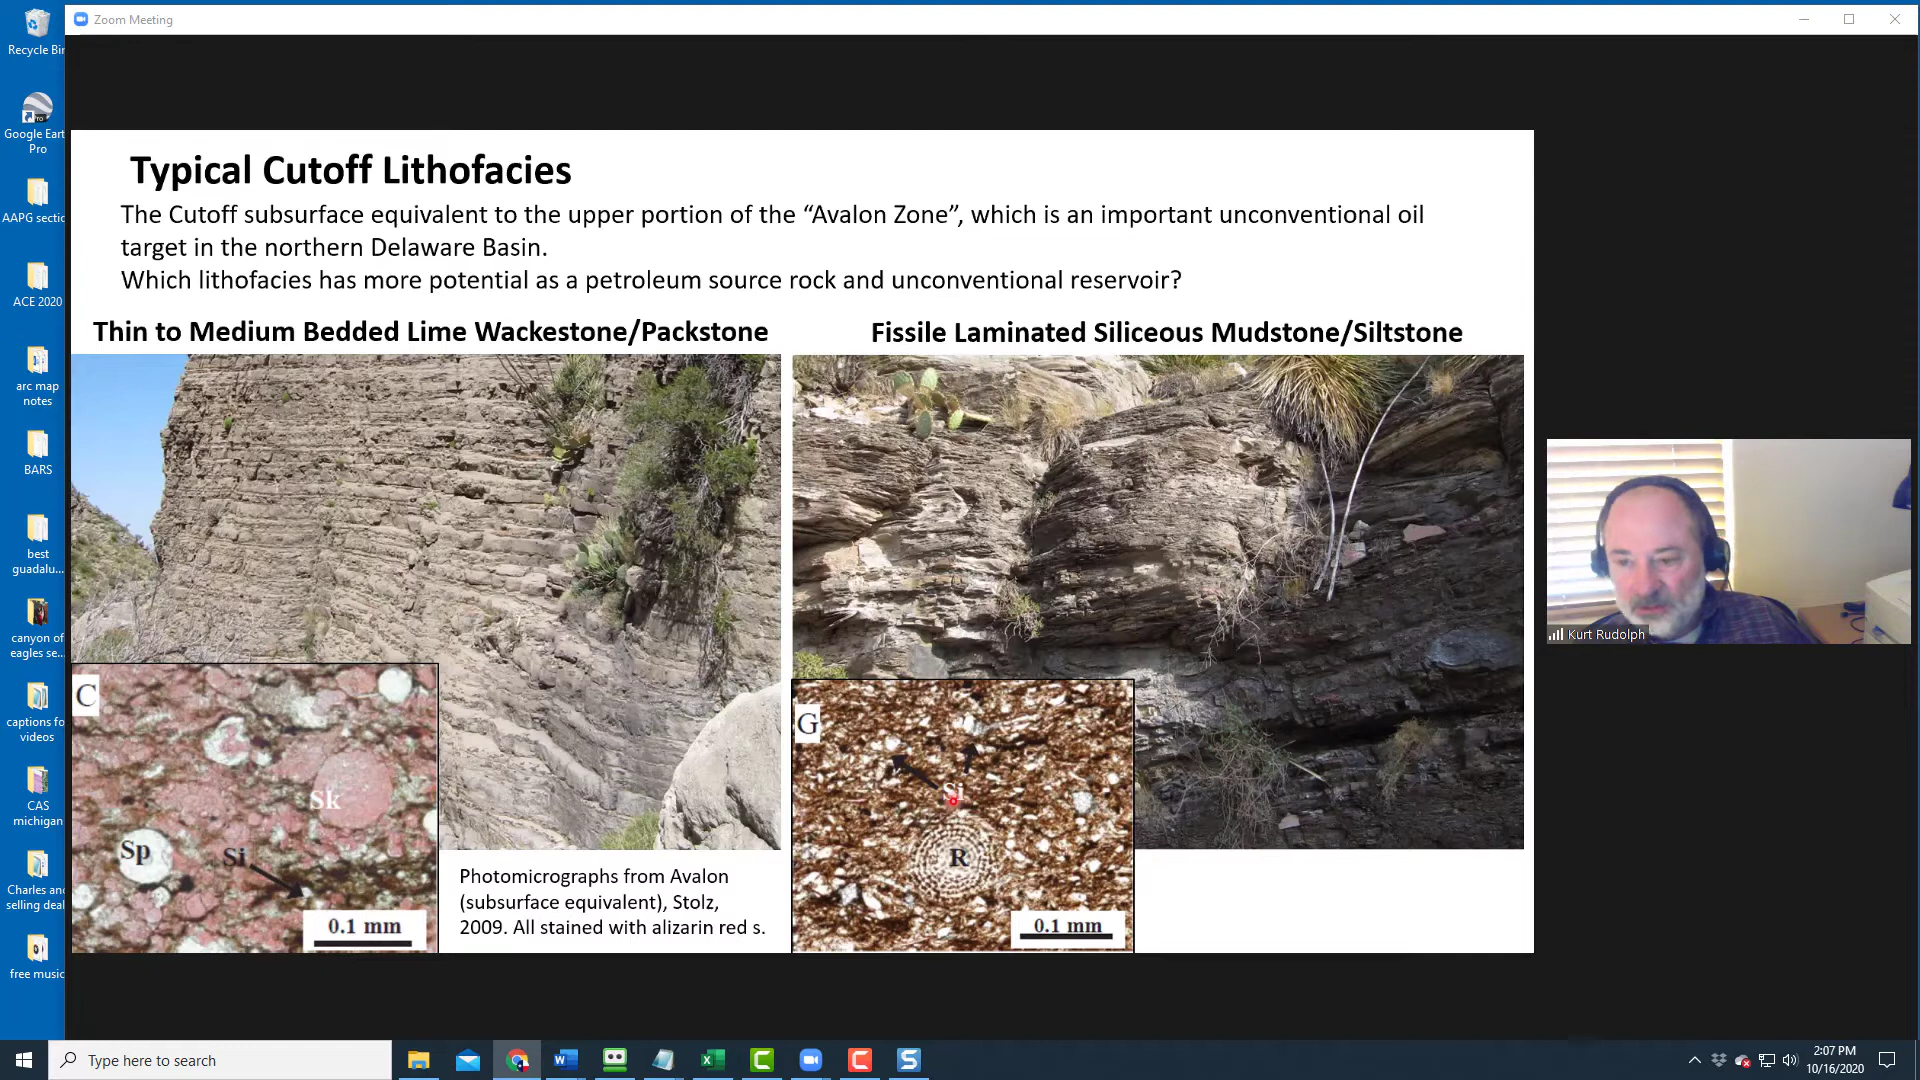 Zoom Meeting
Recycle Bin
Google Eart
Pro
AAPG sectio
ACE 2020
arc map
notes
BARS
best
guadalu...
canyon of
eagles se...
captions fo
videos
CAS
michigan
Charles and
selling deal
free music
Typical Cutoff Lithofacies
The Cutoff subsurface equivalent to the upper portion of the “Avalon Zone”, which is an important unconventional oil
target in the northern Delaware Basin.
Which lithofacies has more potential as a petroleum source rock and unconventional reservoir?
Thin to Medium Bedded Lime Wackestone/Packstone
Fissile Laminated Siliceous Mudstone/Siltstone
C
Sk
Sp
Si
0.1 mm
Photomicrographs from Avalon
(subsurface equivalent), Stolz,
2009. All stained with alizarin red s.
G
Si
R
0.1 mm
Kurt Rudolph
Type here to search
2:07 PM
10/16/2020